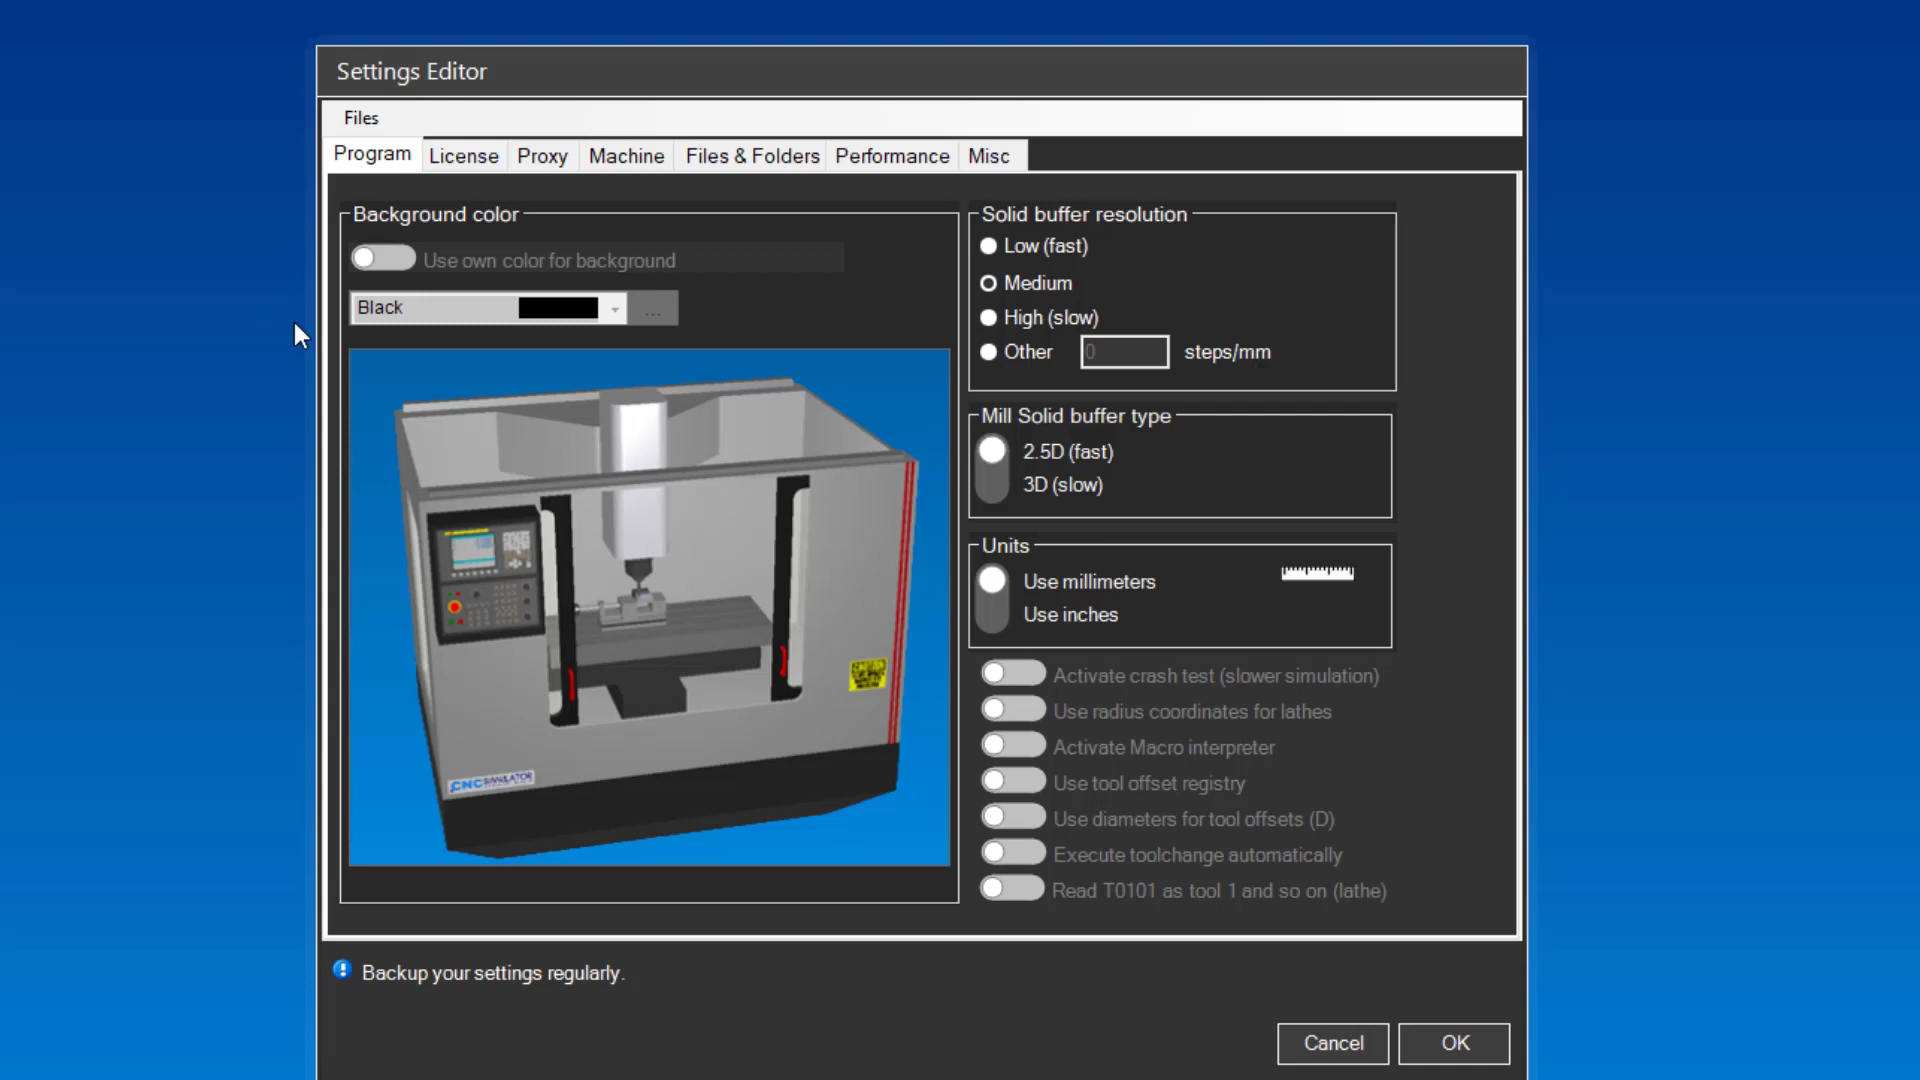 Settings Editor
Files
Program License Proxy Machine Files & Folders Performance Misc
Background color
Use own color for background
Black
...
CNCSIMULATOR
Solid buffer resolution
Low (fast)
Medium
High (slow)
Other 0 steps/mm
Mill Solid buffer type
2.5D (fast)
3D (slow)
Units
Use millimeters
Use inches
Activate crash test (slower simulation)
Use radius coordinates for lathes
Activate Macro interpreter
Use tool offset registry
Use diameters for tool offsets (D)
Execute toolchange automatically
Read T0101 as tool 1 and so on (lathe)
Backup your settings regularly.
Cancel OK